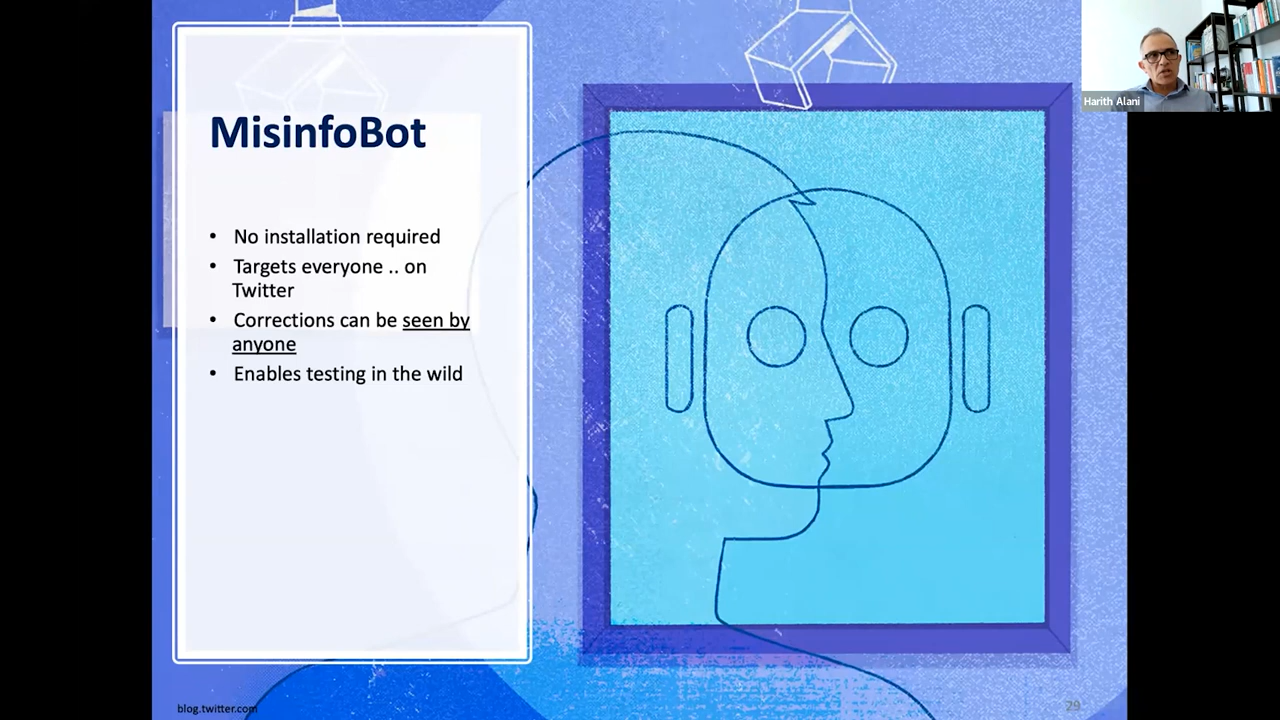 MisinfoBot
• No installation required
• Targets everyone .. on
Twitter
• Corrections can be seen by
anyone
• Enables testing in the wild
Harith Alani
blog.twitter.com
29